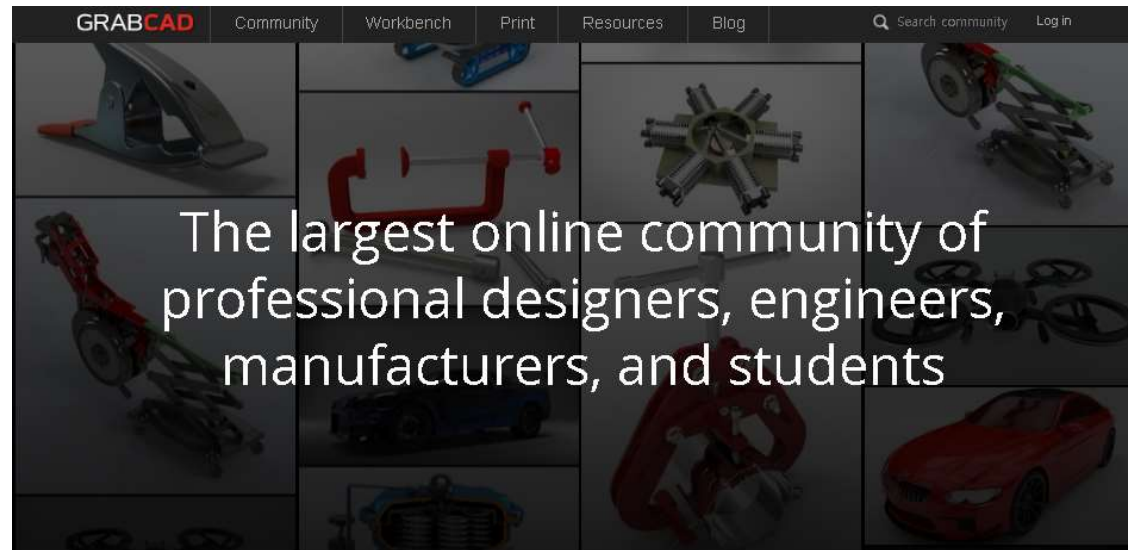 GRABCAD Community Workbench Print Resources Blog Search community Log in
The largest online community of
professional designers, engineers,
manufacturers, and students